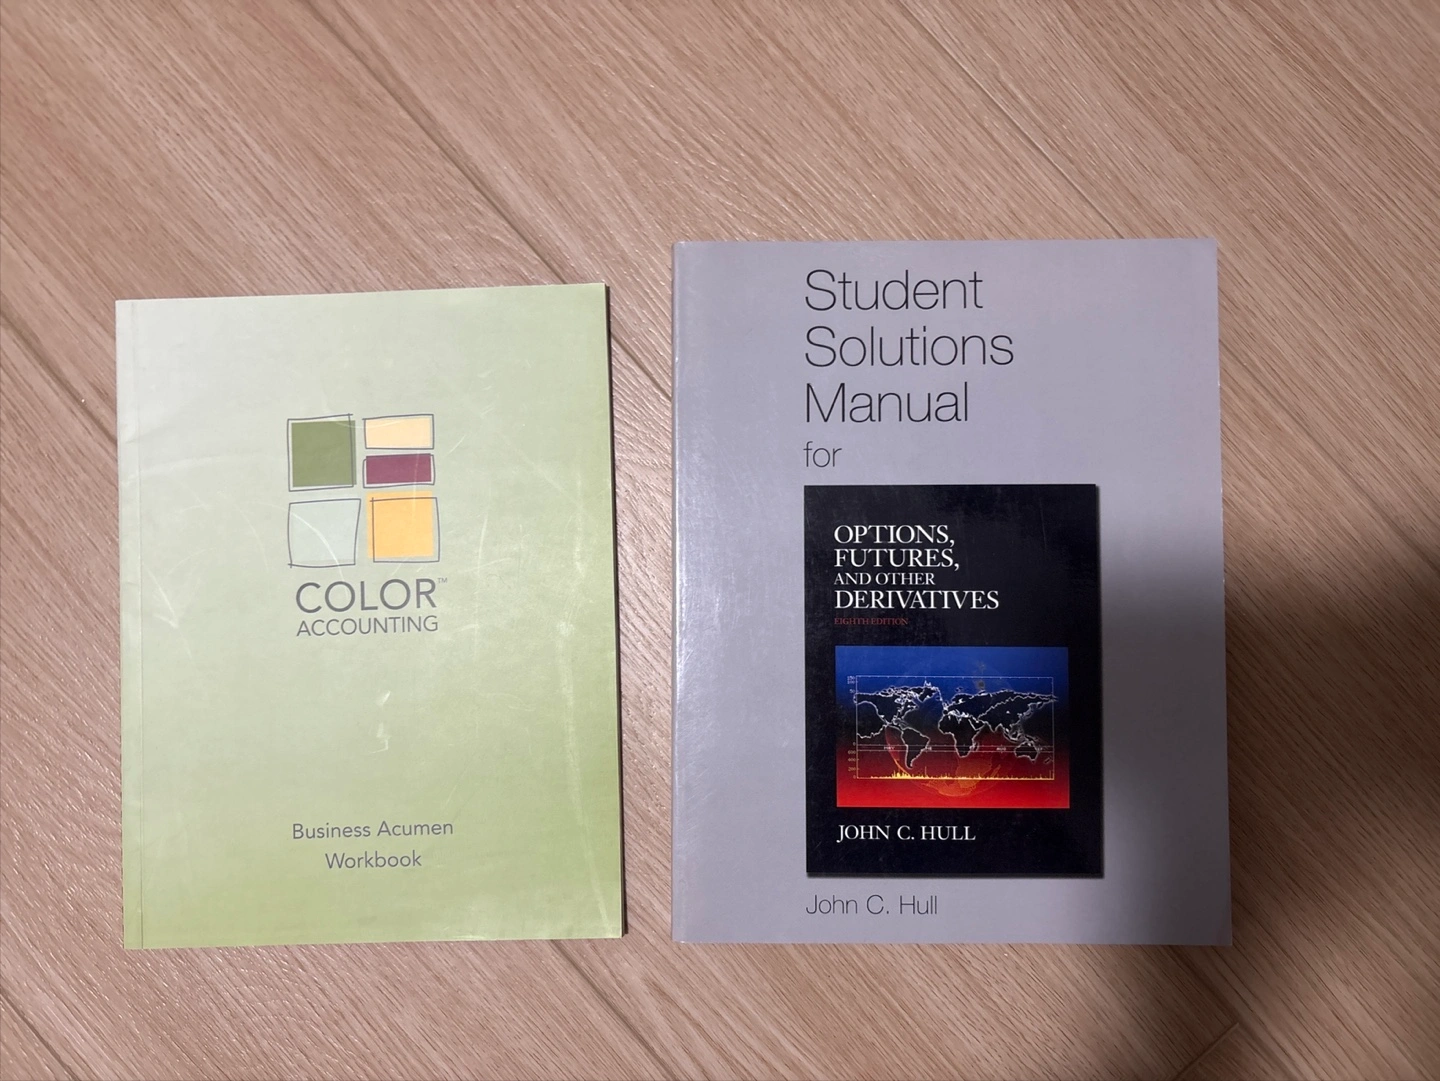 COLOR™
ACCOUNTING
Business Acumen
Workbook
Student
Solutions
Manual
for
OPTIONS,
FUTURES,
AND OTHER
DERIVATIVES
EIGHTH EDITION
JOHN C. HULL
John C. Hull